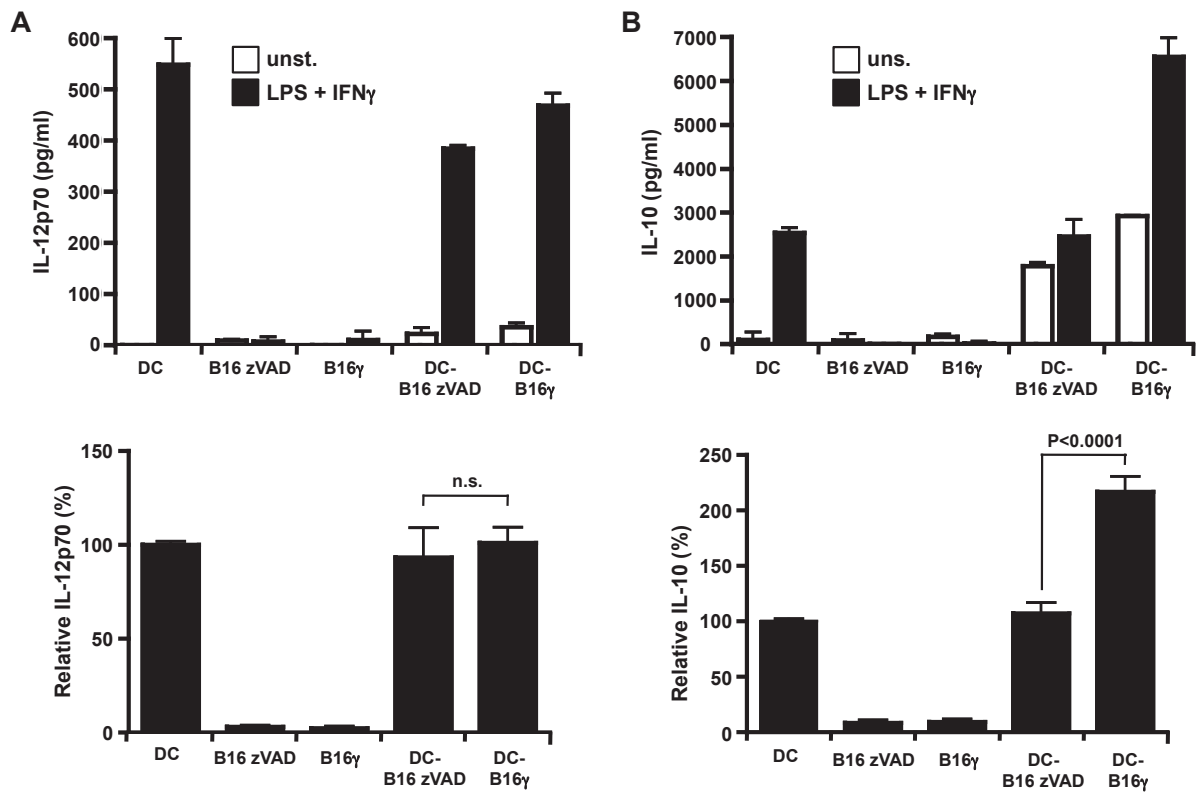 A
IL-12p70 (pg/ml)
600
500
400
300
200
100
0
unst.
LPS + IFNγ
DC
B16 zVAD
B16γ
DC-
B16 zVAD
DC-
B16γ
B
IL-10 (pg/ml)
7000
6000
5000
4000
3000
2000
1000
0
uns.
LPS + IFNγ
DC
B16 zVAD
B16γ
DC-
B16 zVAD
DC-
B16γ
Relative IL-12p70 (%)
150
100
50
0
n.s.
DC
B16 zVAD
B16γ
DC-
B16 zVAD
DC-
B16γ
Relative IL-10 (%)
250
200
150
100
50
0
P<0.0001
DC
B16 zVAD
B16γ
DC-
B16 zVAD
DC-
B16γ